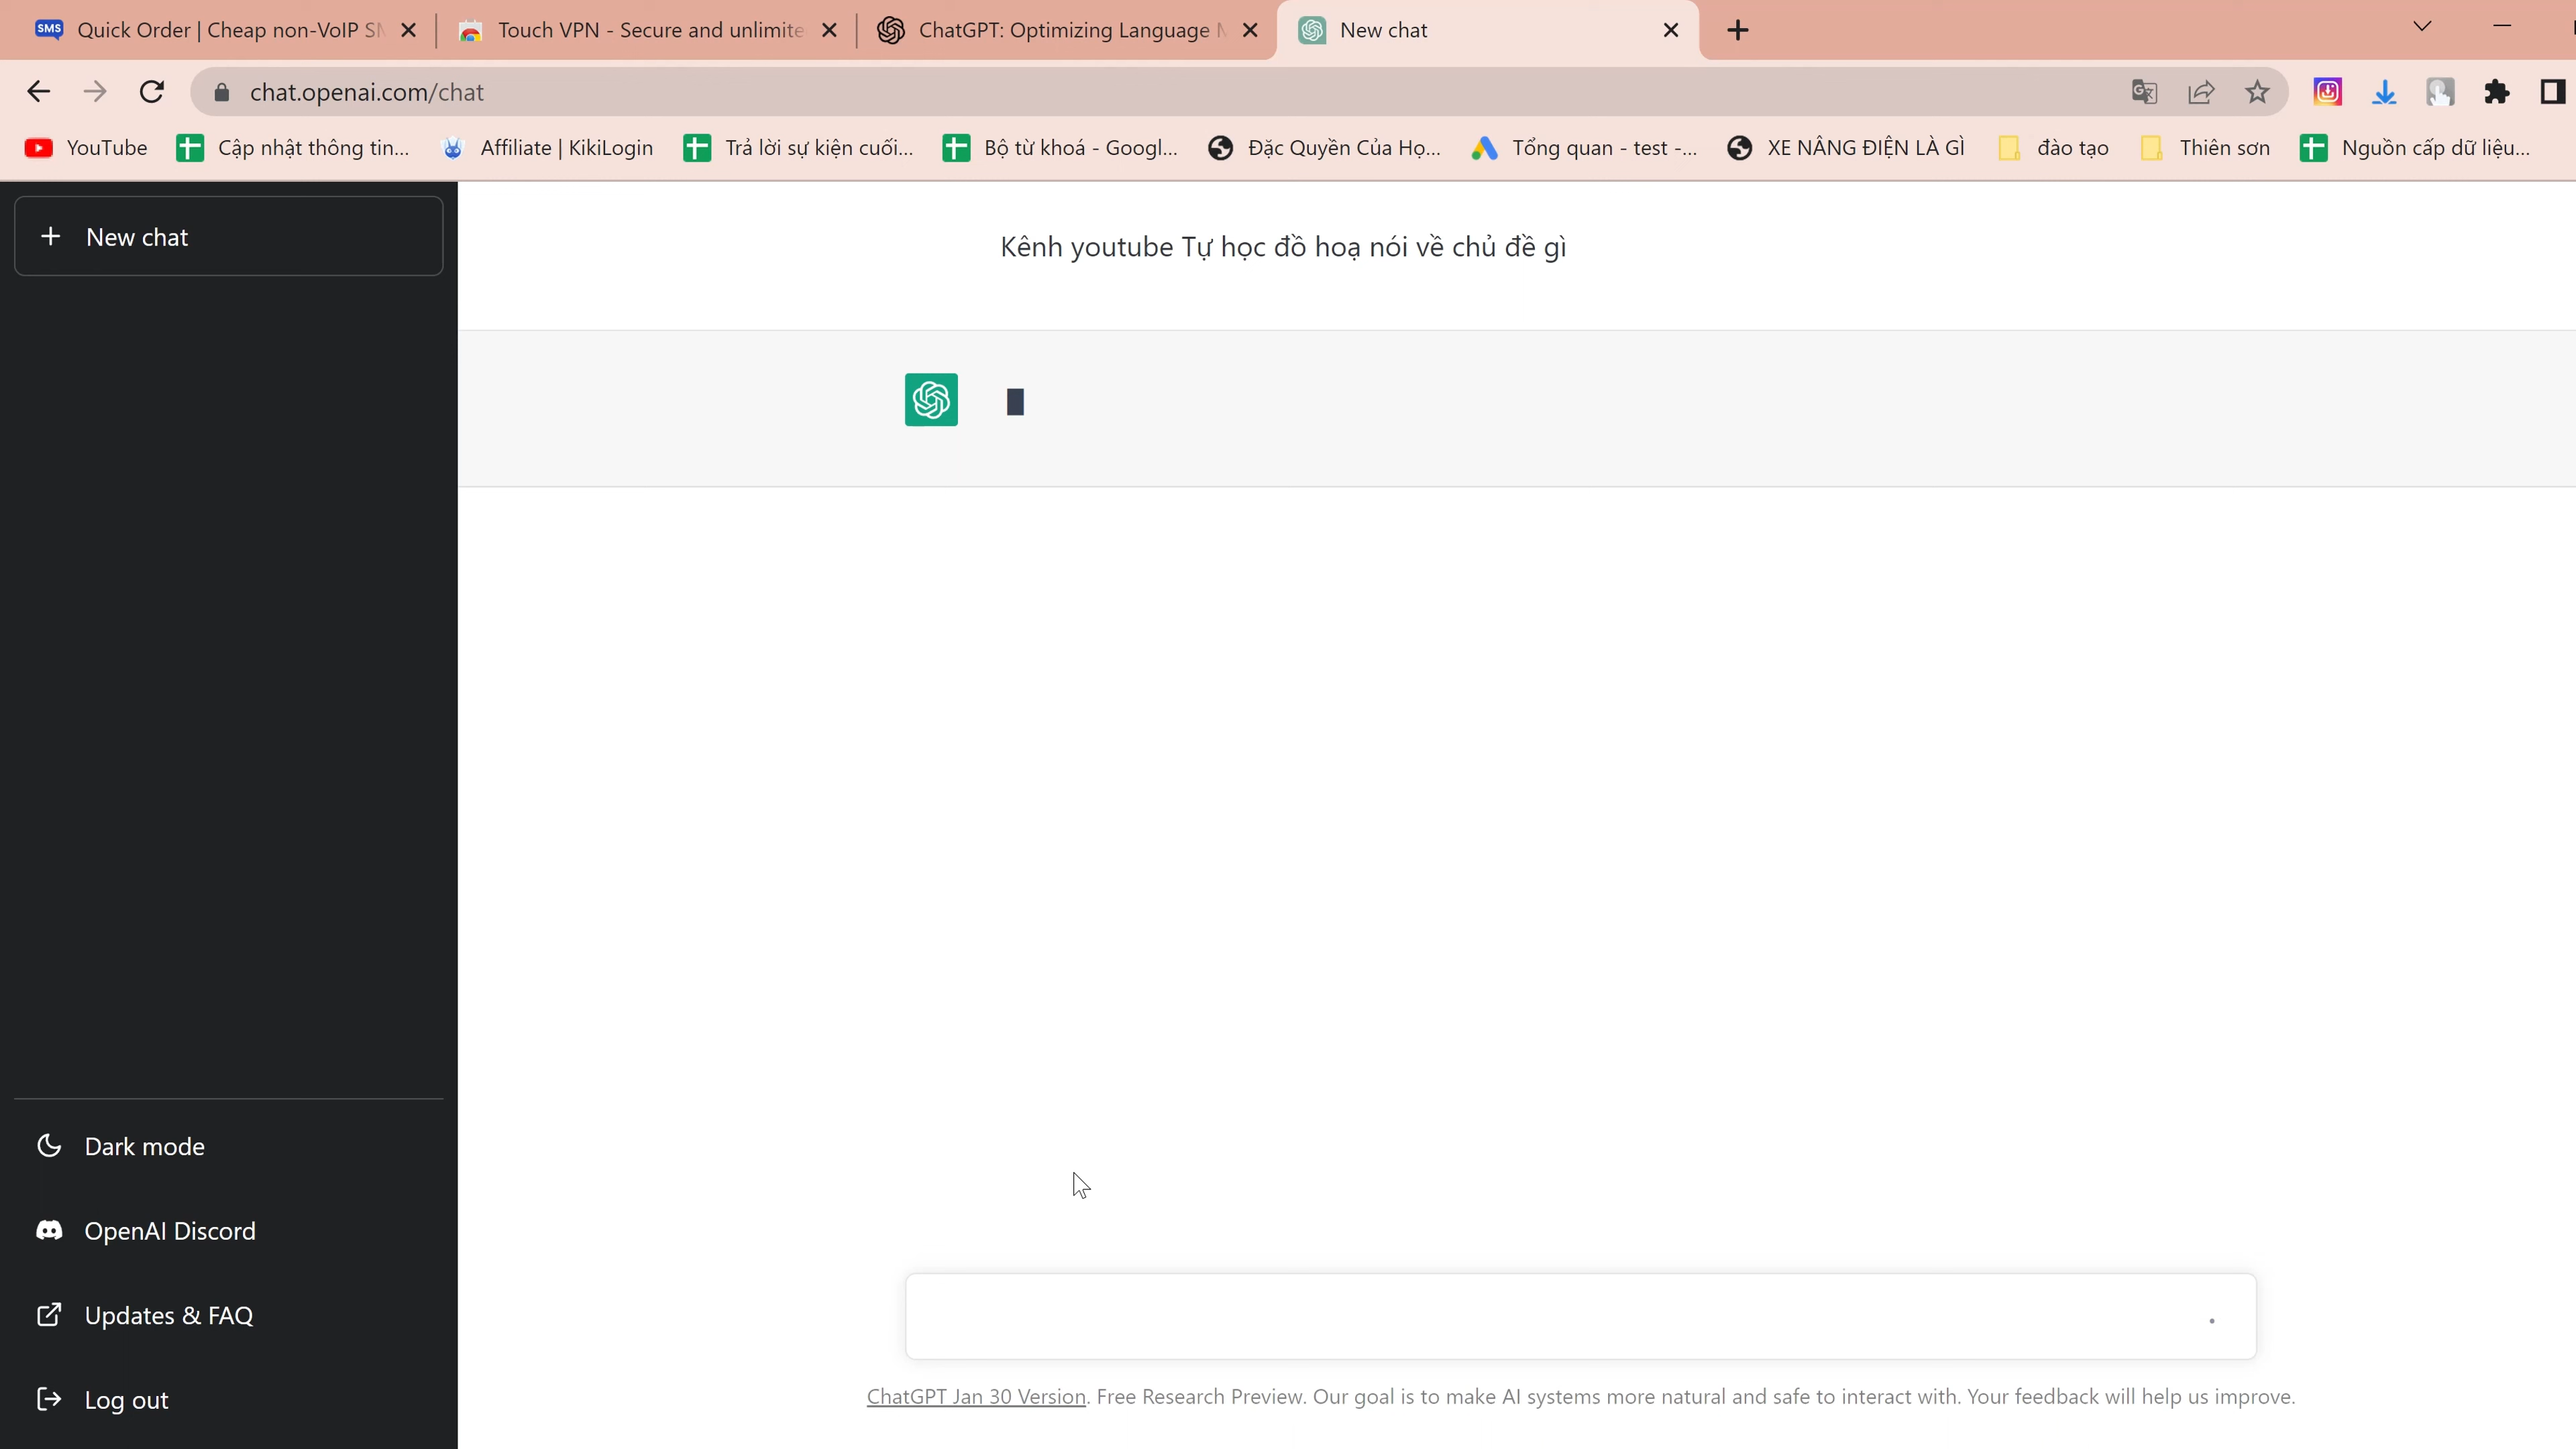 SMS
Quick Order | Cheap non-VoIP SM
Touch VPN - Secure and unlimite
ChatGPT: Optimizing Language M
New chat
chat.openai.com/chat
YouTube
Cập nhật thông tin...
Affiliate | KikiLogin
Trả lời sự kiện cuối...
Bộ từ khoá - Googl...
Đặc Quyền Của Họ...
Tổng quan - test -...
XE NÂNG ĐIỆN LÀ GÌ
đào tạo
Thiên sơn
Nguồn cấp dữ liệu...
New chat
Kênh youtube Tự học đồ hoạ nói về chủ đề gì
Dark mode
OpenAI Discord
Updates & FAQ
Log out
ChatGPT Jan 30 Version. Free Research Preview. Our goal is to make AI systems more natural and safe to interact with. Your feedback will help us improve.